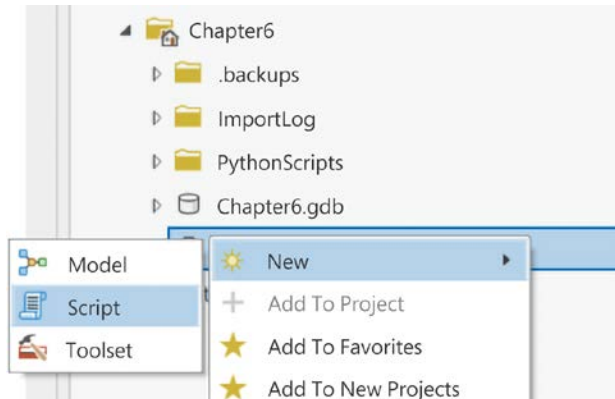 Chapter6
.backups
ImportLog
PythonScripts
Chapter6.gdb
New
Add To Project
Add To Favorites
Add To New Projects
Model
Script
Toolset